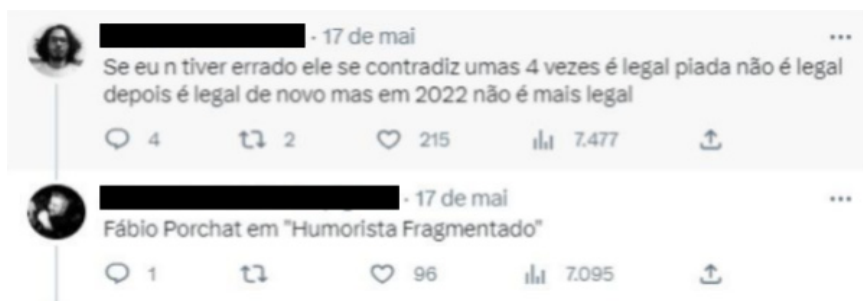 · 17 de mai
Se eu n tiver errado ele se contradiz umas 4 vezes é legal piada não é legal
depois é legal de novo mas em 2022 não é mais legal
4 2 215 7.477
· 17 de mai
Fábio Porchat em "Humorista Fragmentado"
1 96 7.095